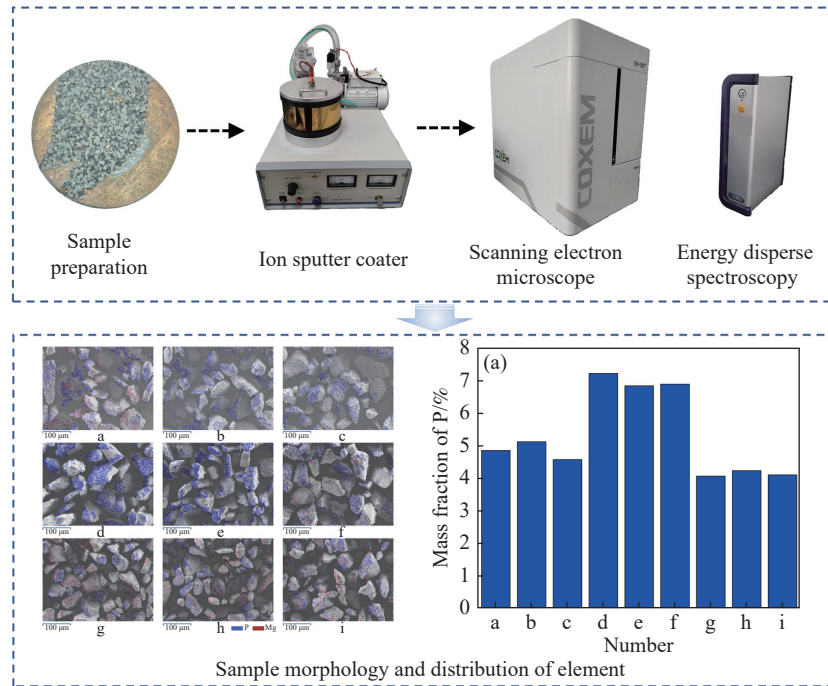 Sample
preparation
Ion sputter coater
COXEM
COXEM
Scanning electron
microscope
Energy disperse
spectroscopy
100 μm
a
100 μm
b
100 μm
c
100 μm
d
100 μm
e
100 μm
f
100 μm
g
100 μm
h
100 μm
i
P Mg
(a)
Mass fraction of P/%
8
7
6
5
4
3
2
1
0
a b c d e f g h i
Number
Sample morphology and distribution of element